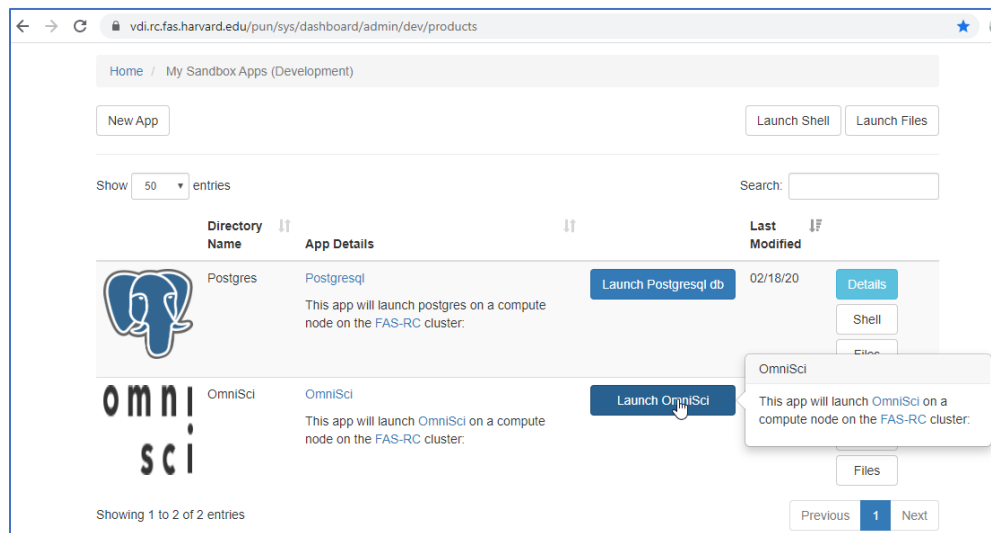 vdi.rc.fas.harvard.edu/pun/sys/dashboard/admin/dev/products
Home / My Sandbox Apps (Development)
New App
Launch Shell
Launch Files
Show 50 entries
Search:
Directory Name
App Details
Last Modified
Postgres
Postgresql
This app will launch postgres on a compute
node on the FAS-RC cluster:
Launch Postgresql db
02/18/20
Details
Shell
Files
omni
sci
OmniSci
OmniSci
This app will launch OmniSci on a compute
node on the FAS-RC cluster:
Launch OmniSci
OmniSci
This app will launch OmniSci on a
compute node on the FAS-RC cluster:
Files
Showing 1 to 2 of 2 entries
Previous 1 Next